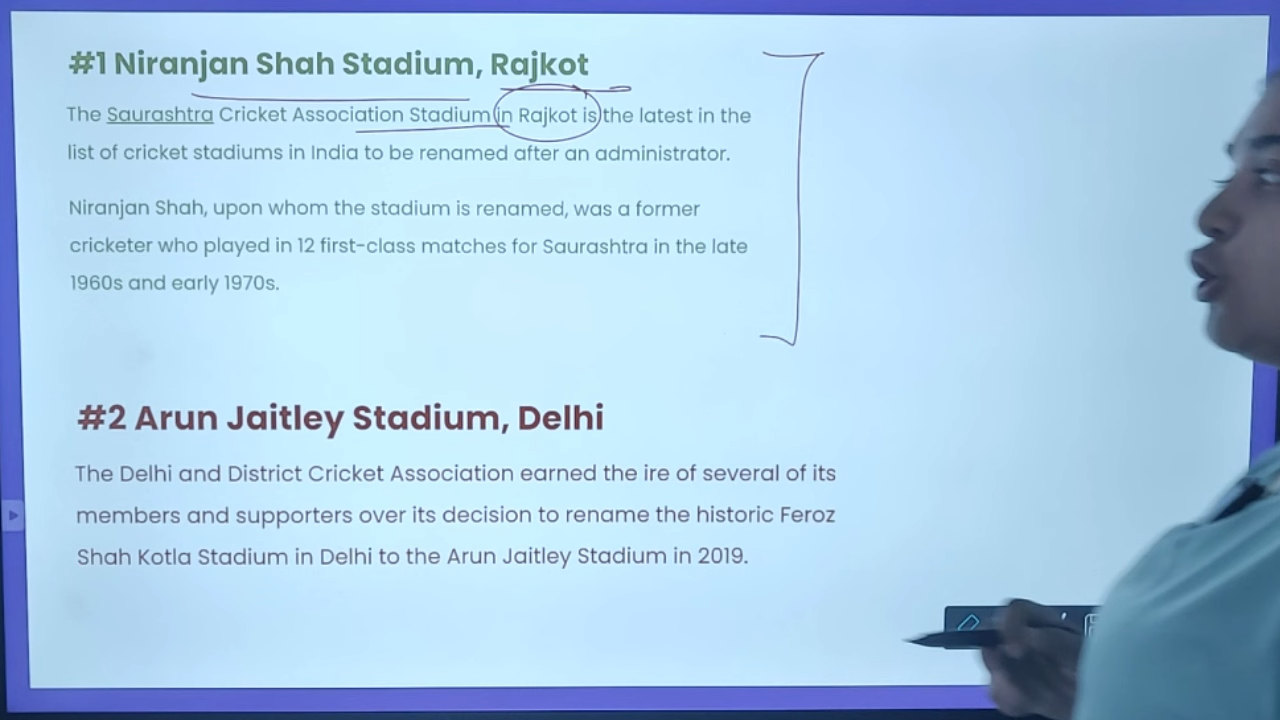 #1 Niranjan Shah Stadium, Rajkot
The Saurashtra Cricket Association Stadium in Rajkot is the latest in the
list of cricket stadiums in India to be renamed after an administrator.
Niranjan Shah, upon whom the stadium is renamed, was a former
cricketer who played in 12 first-class matches for Saurashtra in the late
1960s and early 1970s.
#2 Arun Jaitley Stadium, Delhi
The Delhi and District Cricket Association earned the ire of several of its
members and supporters over its decision to rename the historic Feroz
Shah Kotla Stadium in Delhi to the Arun Jaitley Stadium in 2019.